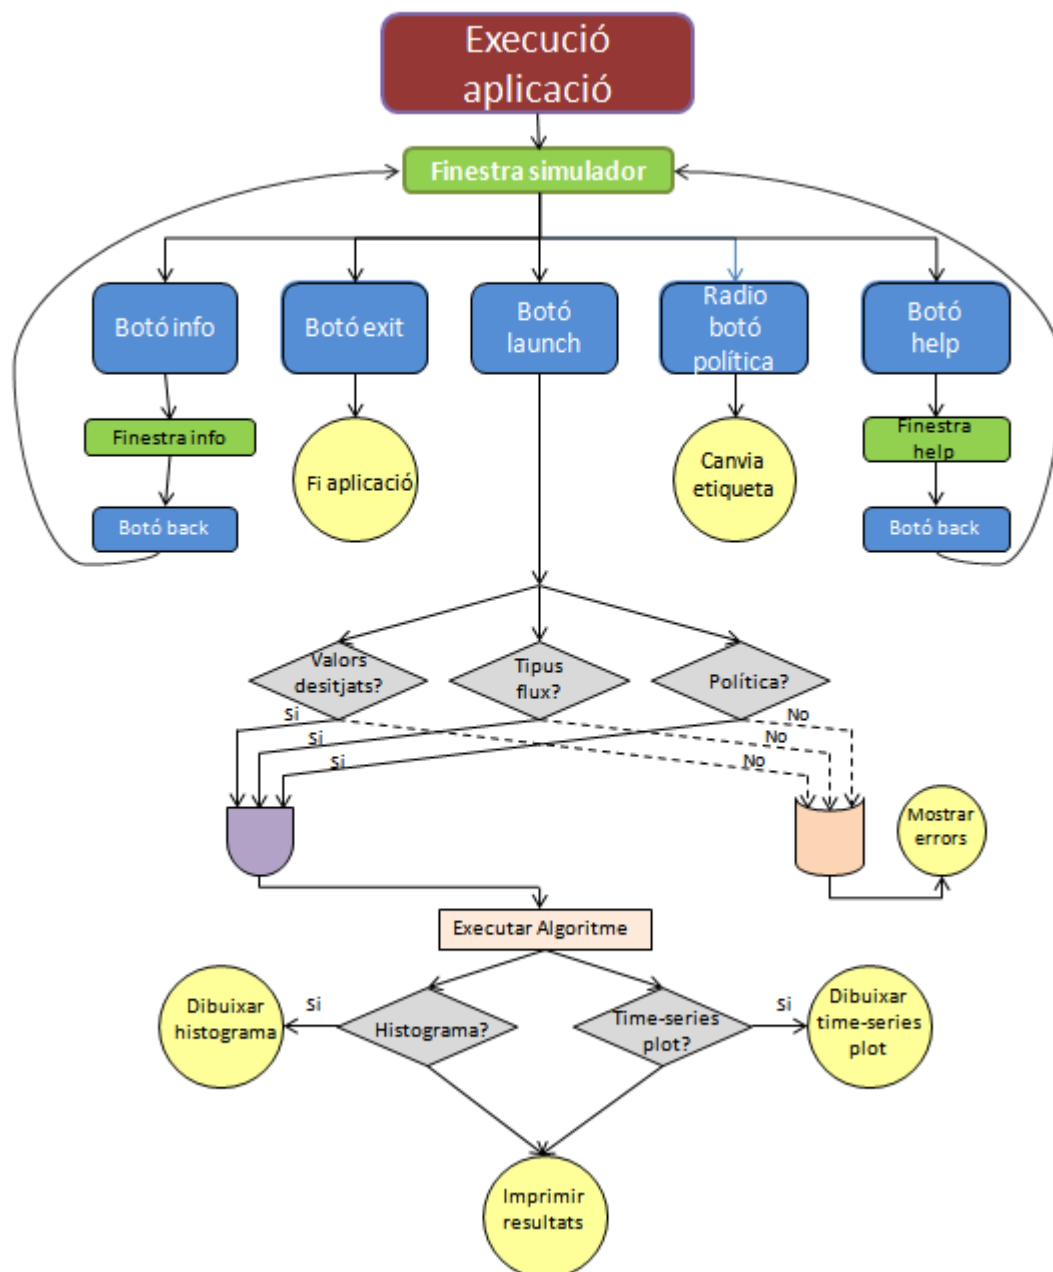 Execució
aplicació
Finestra simulador
Botó info
Botó exit
Botó
launch
Radio
botó
política
Botó
help
Finestra info
Fi aplicació
Canvia
etiqueta
Finestra
help
Botó back
Botó back
Valors
desitjats?
Tipus
flux?
Política?
Si
No
Si
No
Si
No
Mostrar
errors
Executar Algoritme
Dibuixar
histograma
Si
Histograma?
Time-series
plot?
Si
Dibuixar
time-series
plot
Imprimir
resultats